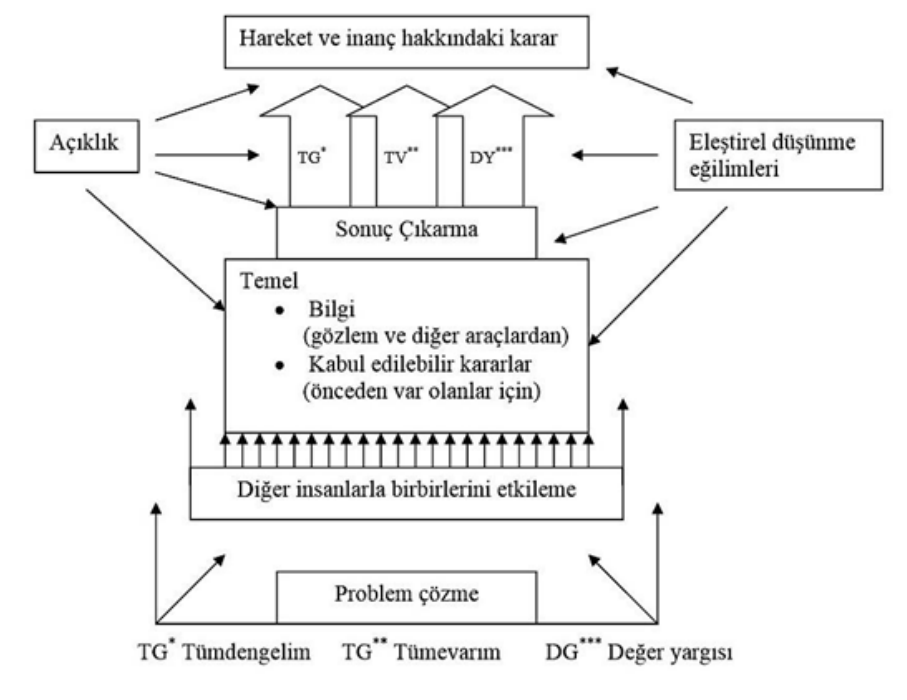 Hareket ve inanç hakkındaki karar
Açıklık
Eleştirel düşünme
eğilimleri
TG* TV** DY***
Sonuç Çıkarma
Temel
• Bilgi
(gözlem ve diğer araçlardan)
• Kabul edilebilir kararlar
(önceden var olanlar için)
Diğer insanlarla birbirlerini etkileme
Problem çözme
TG* Tümdengelim TG** Tümevarım DG*** Değer yargısı